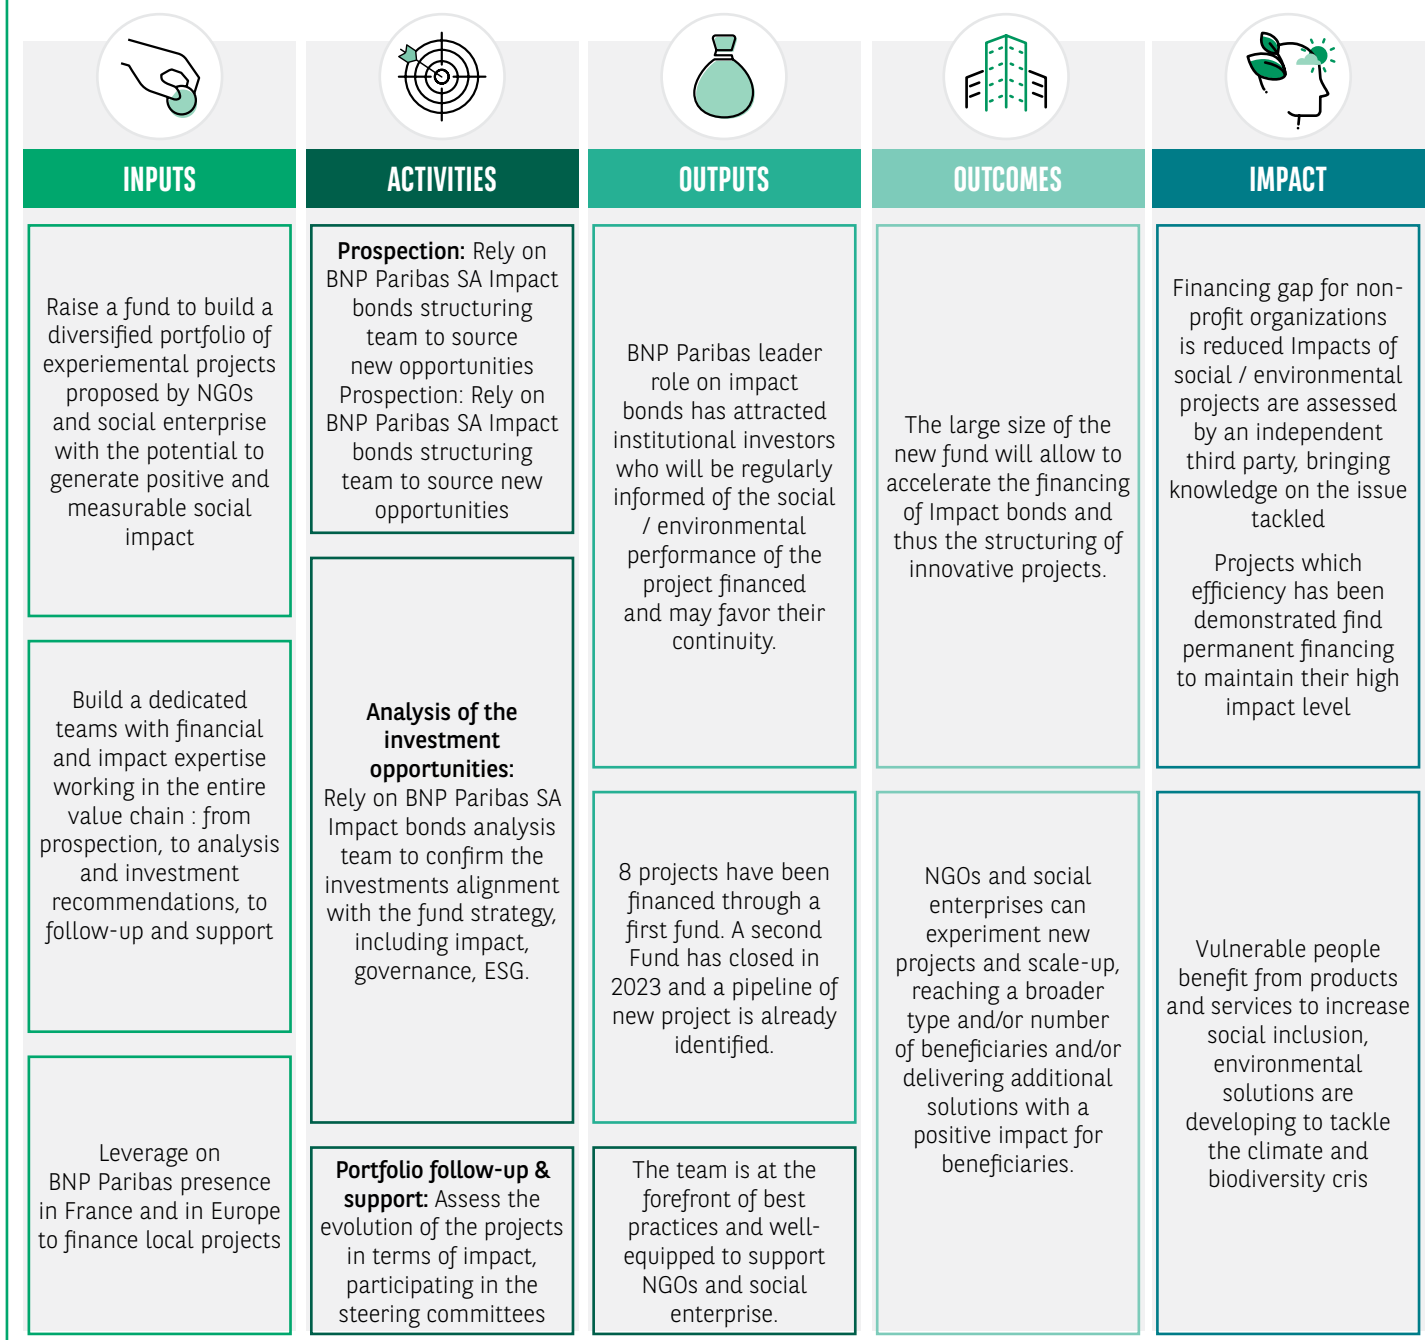 INPUTS
Raise a fund to build a
diversified portfolio of
experiemental projects
proposed by NGOs
and social enterprise
with the potential to
generate positive and
measurable social
impact
Build a dedicated
teams with financial
and impact expertise
working in the entire
value chain : from
prospection, to analysis
and investment
recommendations, to
follow-up and support
Leverage on
BNP Paribas presence
in France and in Europe
to finance local projects
ACTIVITIES
Prospection: Rely on
BNP Paribas SA Impact
bonds structuring
team to source
new opportunities
Prospection: Rely on
BNP Paribas SA Impact
bonds structuring
team to source new
opportunities
Analysis of the
investment
opportunities:
Rely on BNP Paribas SA
Impact bonds analysis
team to confirm the
investments alignment
with the fund strategy,
including impact,
governance, ESG.
Portfolio follow-up &
support: Assess the
evolution of the projects
in terms of impact,
participating in the
steering committees
OUTPUTS
BNP Paribas leader
role on impact
bonds has attracted
institutional investors
who will be regularly
informed of the social
/ environmental
performance of the
project financed
and may favor their
continuity.
8 projects have been
financed through a
first fund. A second
Fund has closed in
2023 and a pipeline of
new project is already
identified.
The team is at the
forefront of best
practices and well-
equipped to support
NGOs and social
enterprise.
OUTCOMES
The large size of the
new fund will allow to
accelerate the financing
of Impact bonds and
thus the structuring of
innovative projects.
NGOs and social
enterprises can
experiment new
projects and scale-up,
reaching a broader
type and/or number
of beneficiaries and/or
delivering additional
solutions with a
positive impact for
beneficiaries.
IMPACT
Financing gap for non-
profit organizations
is reduced Impacts of
social / environmental
projects are assessed
by an independent
third party, bringing
knowledge on the issue
tackled
Projects which
efficiency has been
demonstrated find
permanent financing
to maintain their high
impact level
Vulnerable people
benefit from products
and services to increase
social inclusion,
environmental
solutions are
developing to tackle
the climate and
biodiversity cris